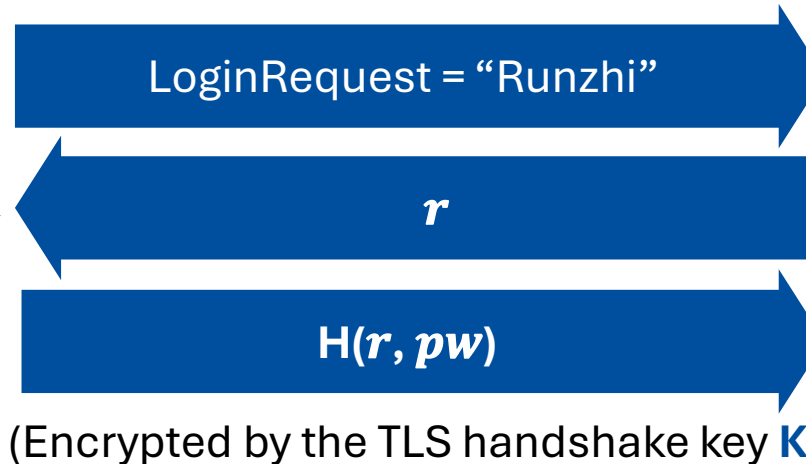 LoginRequest = “Runzhi”
r
H(r, pw)
(Encrypted by the TLS handshake key K